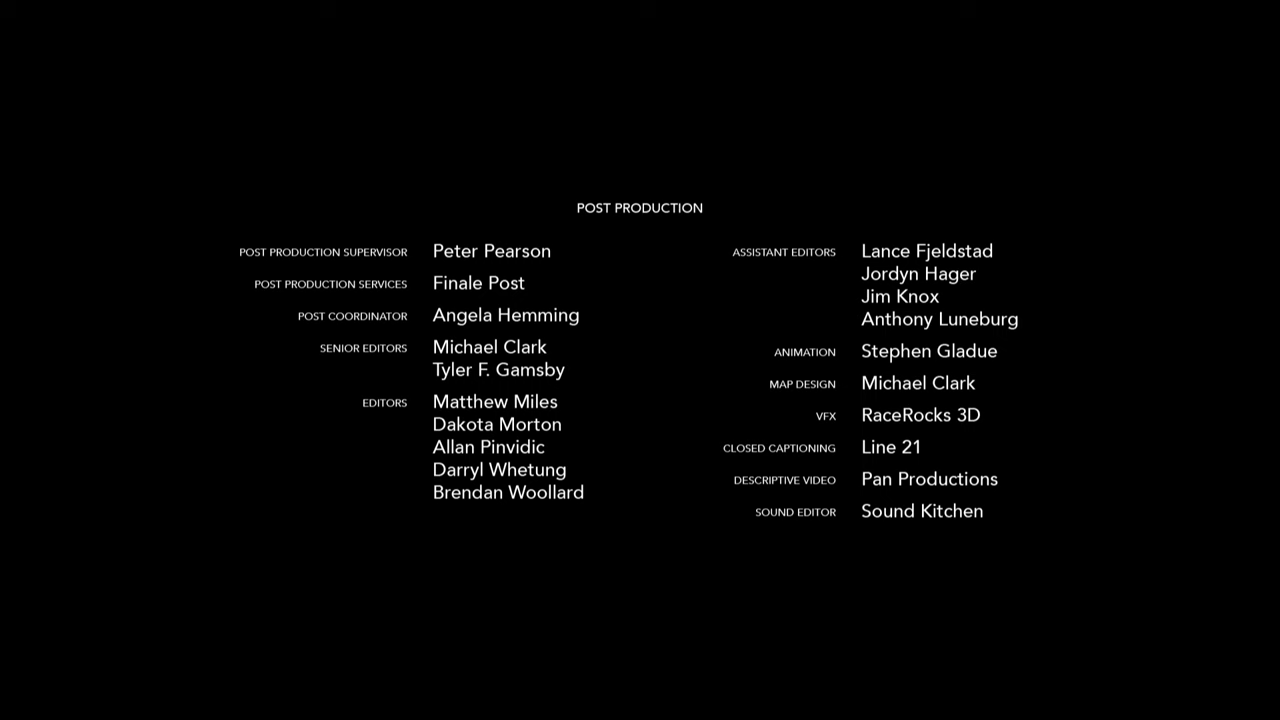 POST PRODUCTION
POST PRODUCTION SUPERVISOR Peter Pearson
POST PRODUCTION SERVICES Finale Post
POST COORDINATOR Angela Hemming
SENIOR EDITORS Michael Clark
Tyler F. Gamsby
EDITORS Matthew Miles
Dakota Morton
Allan Pinvidic
Darryl Whetung
Brendan Woollard
ASSISTANT EDITORS Lance Fjeldstad
Jordyn Hager
Jim Knox
Anthony Luneburg
ANIMATION Stephen Gladue
MAP DESIGN Michael Clark
VFX RaceRocks 3D
CLOSED CAPTIONING Line 21
DESCRIPTIVE VIDEO Pan Productions
SOUND EDITOR Sound Kitchen